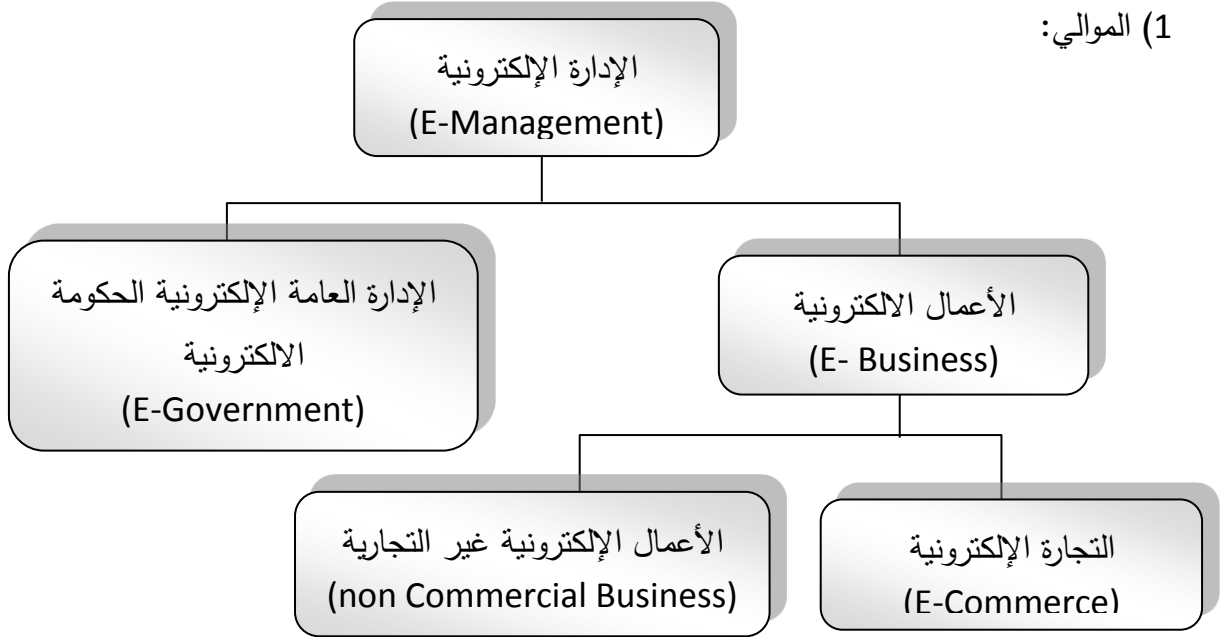 1) الموالي:
الإدارة الإلكترونية
(E-Management)
الأعمال الالكترونية
(E- Business)
الإدارة العامة الإلكترونية الحكومة
الالكترونية
(E-Government)
التجارة الإلكترونية
(E-Commerce)
الأعمال الإلكترونية غير التجارية
(non Commercial Business)